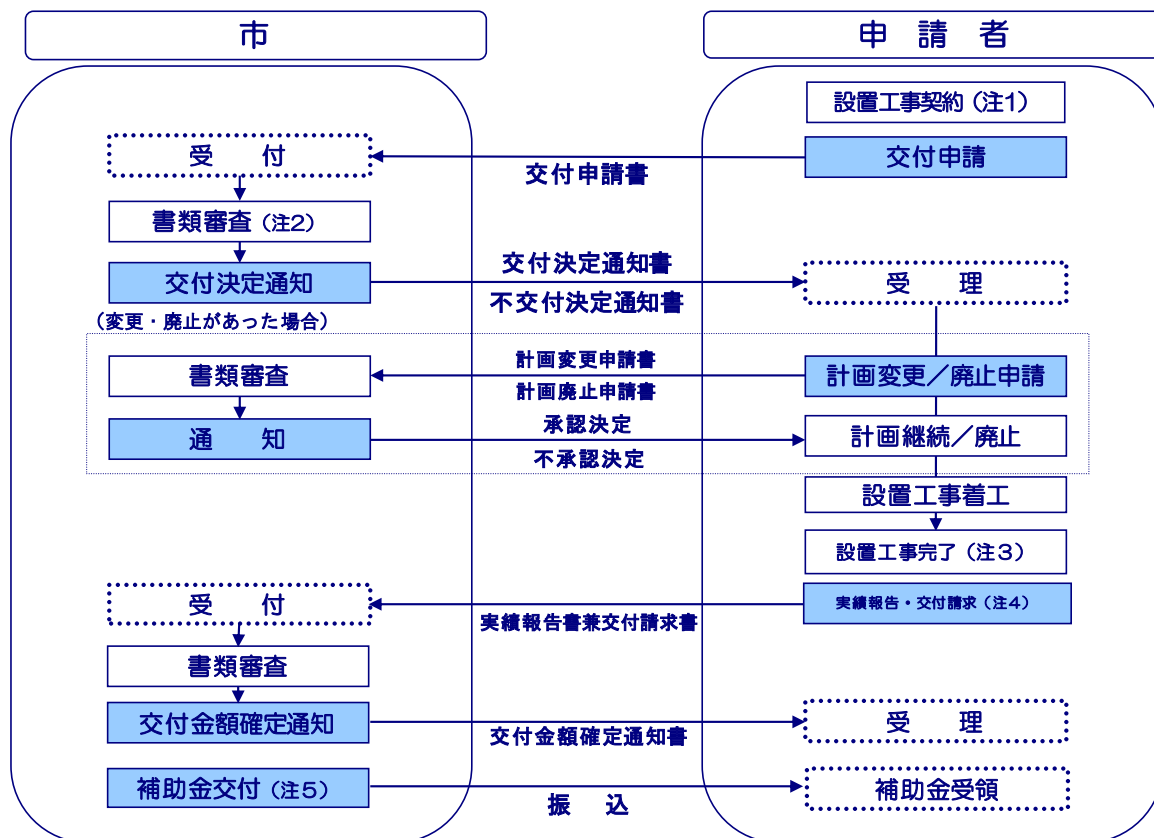 市
申 請 者
設置工事契約（注1）
受 付
交付申請
交付申請書
書類審査（注2）
交付決定通知
交付決定通知書
不交付決定通知書
受 理
（変更・廃止があった場合）
書類審査
計画変更申請書
計画廃止申請書
計画変更／廃止申請
通 知
承認決定
不承認決定
計画継続／廃止
設置工事着工
設置工事完了（注３）
受 付
実績報告・交付請求（注４）
実績報告書兼交付請求書
書類審査
交付金額確定通知
交付金額確定通知書
受 理
補助金交付（注５）
振 込
補助金受領